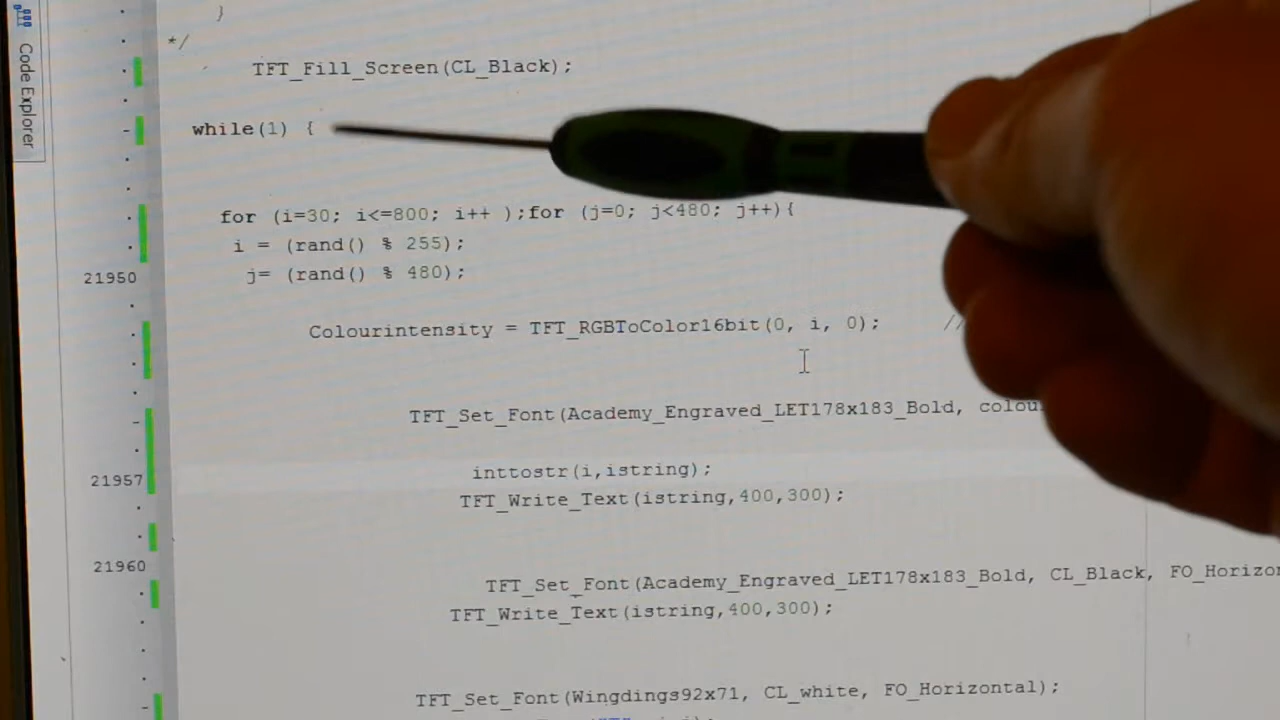 Code Explorer
}
*/
TFT_Fill_Screen(CL_Black);
while(1) {
for (i=30; i<=800; i++ );for (j=0; j<480; j++){
i = (rand() % 255);
21950 j= (rand() % 480);
Colourintensity = TFT_RGBToColor16bit(0, i, 0); //
TFT_Set_Font(Academy_Engraved_LET178x183_Bold,
21957 inttostr(i,istring);
TFT_Write_Text(istring,400,300);
21960
TFT_Set_Font(Academy_Engraved_LET178x183_Bold, CL_Black, FO_Horizon
TFT_Write_Text(istring,400,300);
TFT_Set_Font(Wingdings92x71, CL_white, FO_Horizontal);